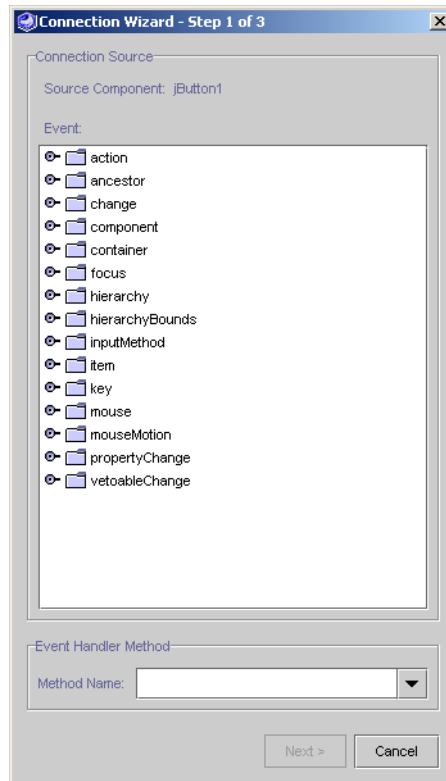 Connection Wizard - Step 1 of 3
Connection Source
Source Component: jButton1
Event:
action
ancestor
change
component
container
focus
hierarchy
hierarchyBounds
inputMethod
item
key
mouse
mouseMotion
propertyChange
vetoableChange
Event Handler Method
Method Name:
Next > Cancel